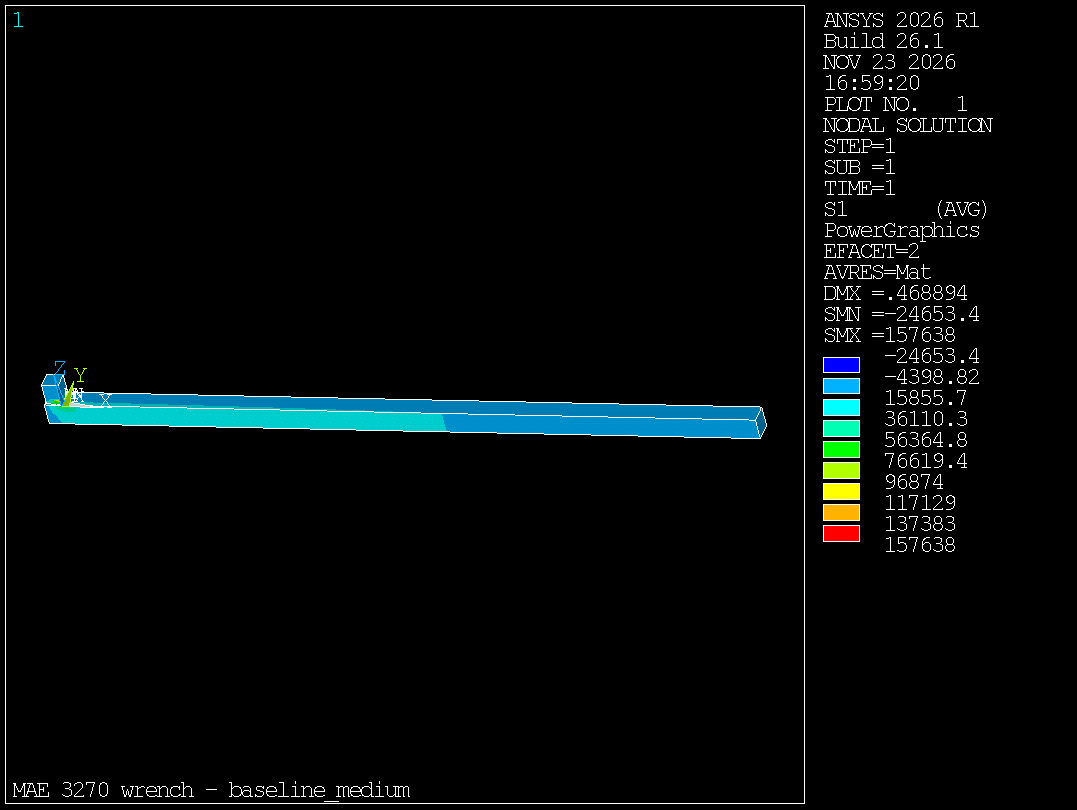 1
ANSYS 2026 R1
Build 26.1
NOV 23 2026
16:59:20
PLOT NO. 1
NODAL SOLUTION
STEP=1
SUB =1
TIME=1
S1 (AVG)
PowerGraphics
EFACET=2
AVRES=Mat
DMX =.468894
SMN =-24653.4
SMX =157638
-24653.4
-4398.82
15855.7
36110.3
56364.8
76619.4
96874
117129
137383
157638
Z
Y
X
MAE 3270 wrench - baseline_medium